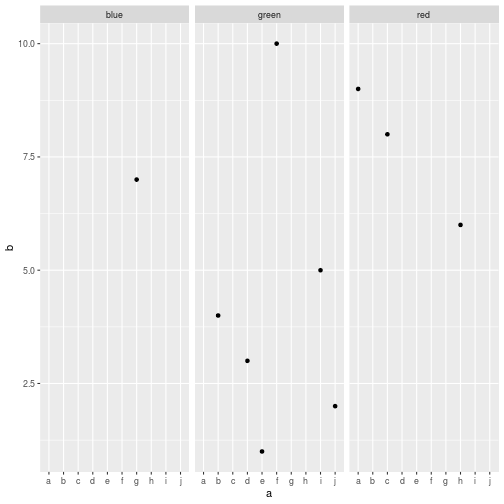 blue green red
10.0
7.5
5.0
2.5
b
a b c d e f g h i j a b c d e f g h i j a b c d e f g h i j
a